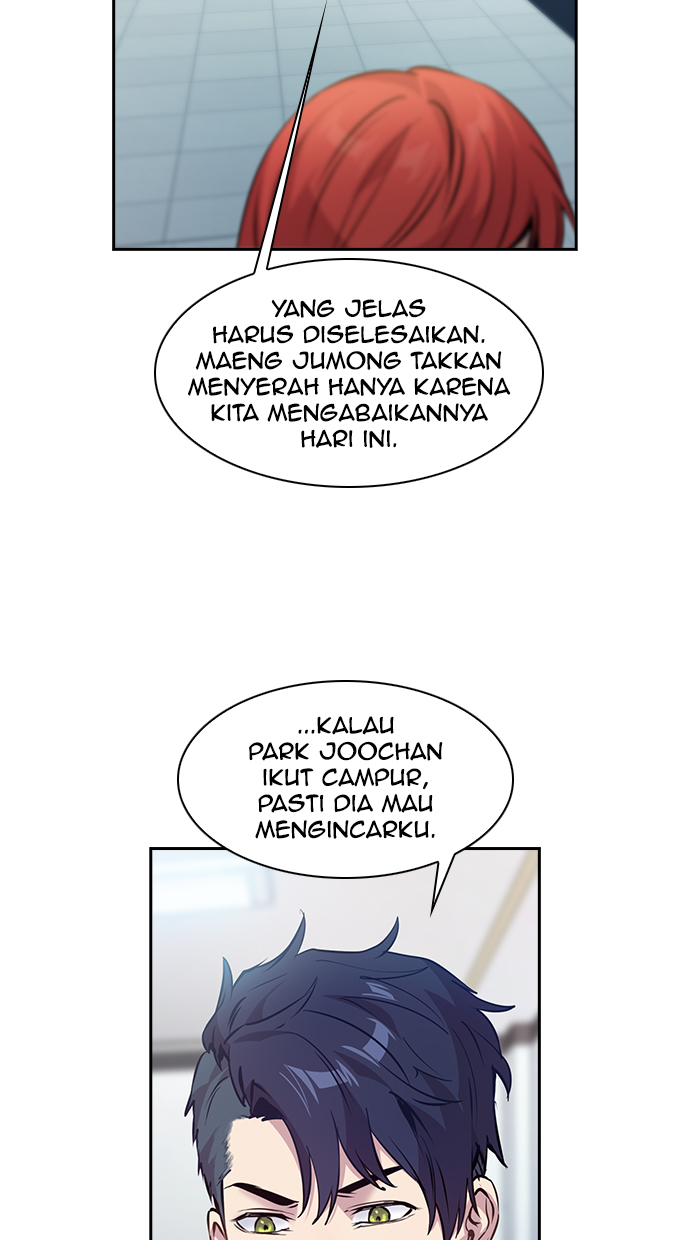 YANG JELAS
HARUS DISELESAIKAN.
MAENG JUMONG TAKKAN
MENYERAH HANYA KARENA
KITA MENGABAIKANNYA
HARI INI.
...KALAU
PARK JOOCHAN
IKUT CAMPUR,
PASTI DIA MAU
MENGINCARKU.